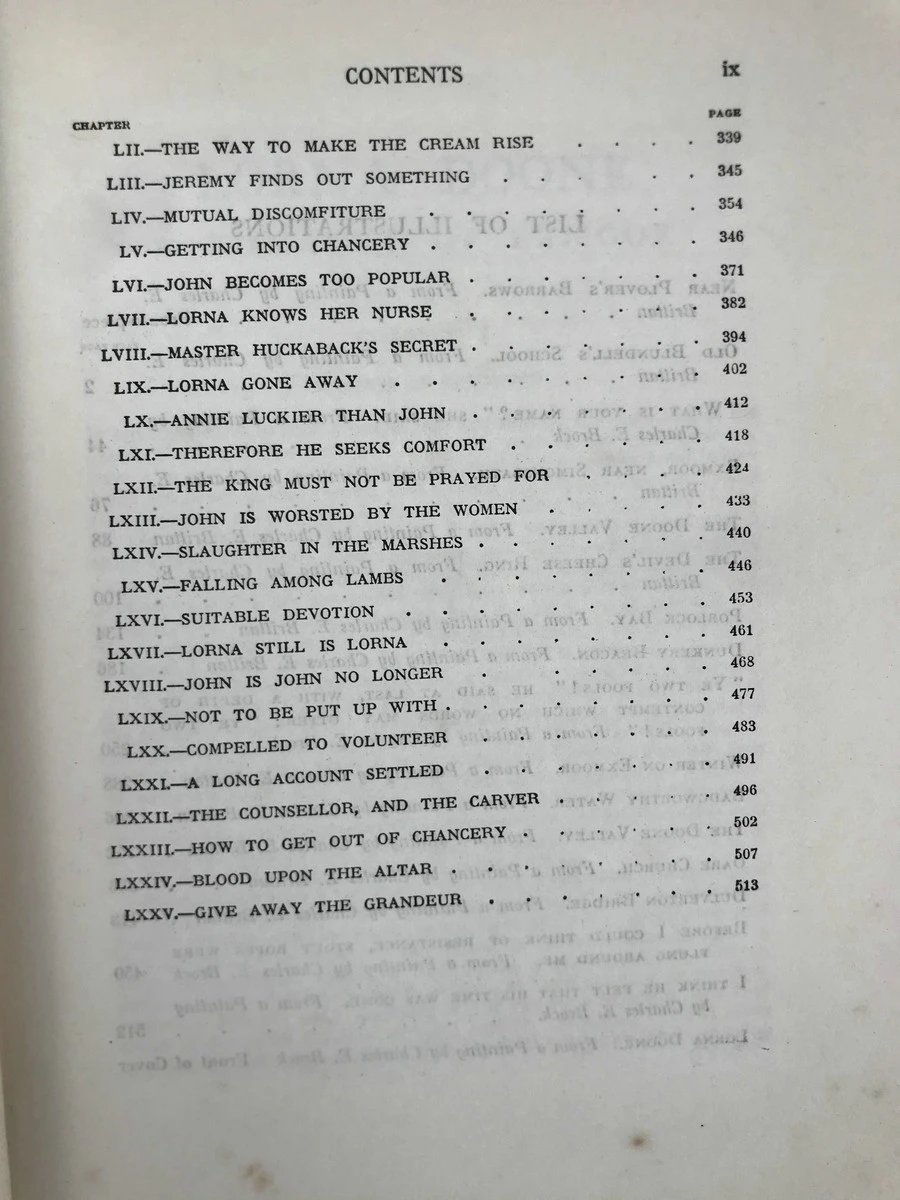 CONTENTS ix
CHAPTER PAGE
LII.—THE WAY TO MAKE THE CREAM RISE . . . . 339
LIII.—JEREMY FINDS OUT SOMETHING . . . . 345
LIV.—MUTUAL DISCOMFITURE . . . . . . . 354
LV.—GETTING INTO CHANCERY . . . . . . . 346
LVI.—JOHN BECOMES TOO POPULAR . . . . . . 371
LVII.—LORNA KNOWS HER NURSE . . . . . . 382
LVIII.—MASTER HUCKABACK'S SECRET . . . . . . 394
LIX.—LORNA GONE AWAY . . . . . . . 402
LX.—ANNIE LUCKIER THAN JOHN . . . . . . 412
LXI.—THEREFORE HE SEEKS COMFORT . . . . . 418
LXII.—THE KING MUST NOT BE PRAYED FOR . . . . 424
LXIII.—JOHN IS WORSTED BY THE WOMEN . . . . 433
LXIV.—SLAUGHTER IN THE MARSHES . . . . . . 440
LXV.—FALLING AMONG LAMBS . . . . . . . 446
LXVI.—SUITABLE DEVOTION . . . . . . . 453
LXVII.—LORNA STILL IS LORNA . . . . . . . 461
LXVIII.—JOHN IS JOHN NO LONGER . . . . . 468
LXIX.—NOT TO BE PUT UP WITH . . . . . . . 477
LXX.—COMPELLED TO VOLUNTEER . . . . . . 483
LXXI.—A LONG ACCOUNT SETTLED . . . . . . 491
LXXII.—THE COUNSELLOR, AND THE CARVER . . . . 496
LXXIII.—HOW TO GET OUT OF CHANCERY . . . . . 502
LXXIV.—BLOOD UPON THE ALTAR . . . . . . . 507
LXXV.—GIVE AWAY THE GRANDEUR . . . . . . 513